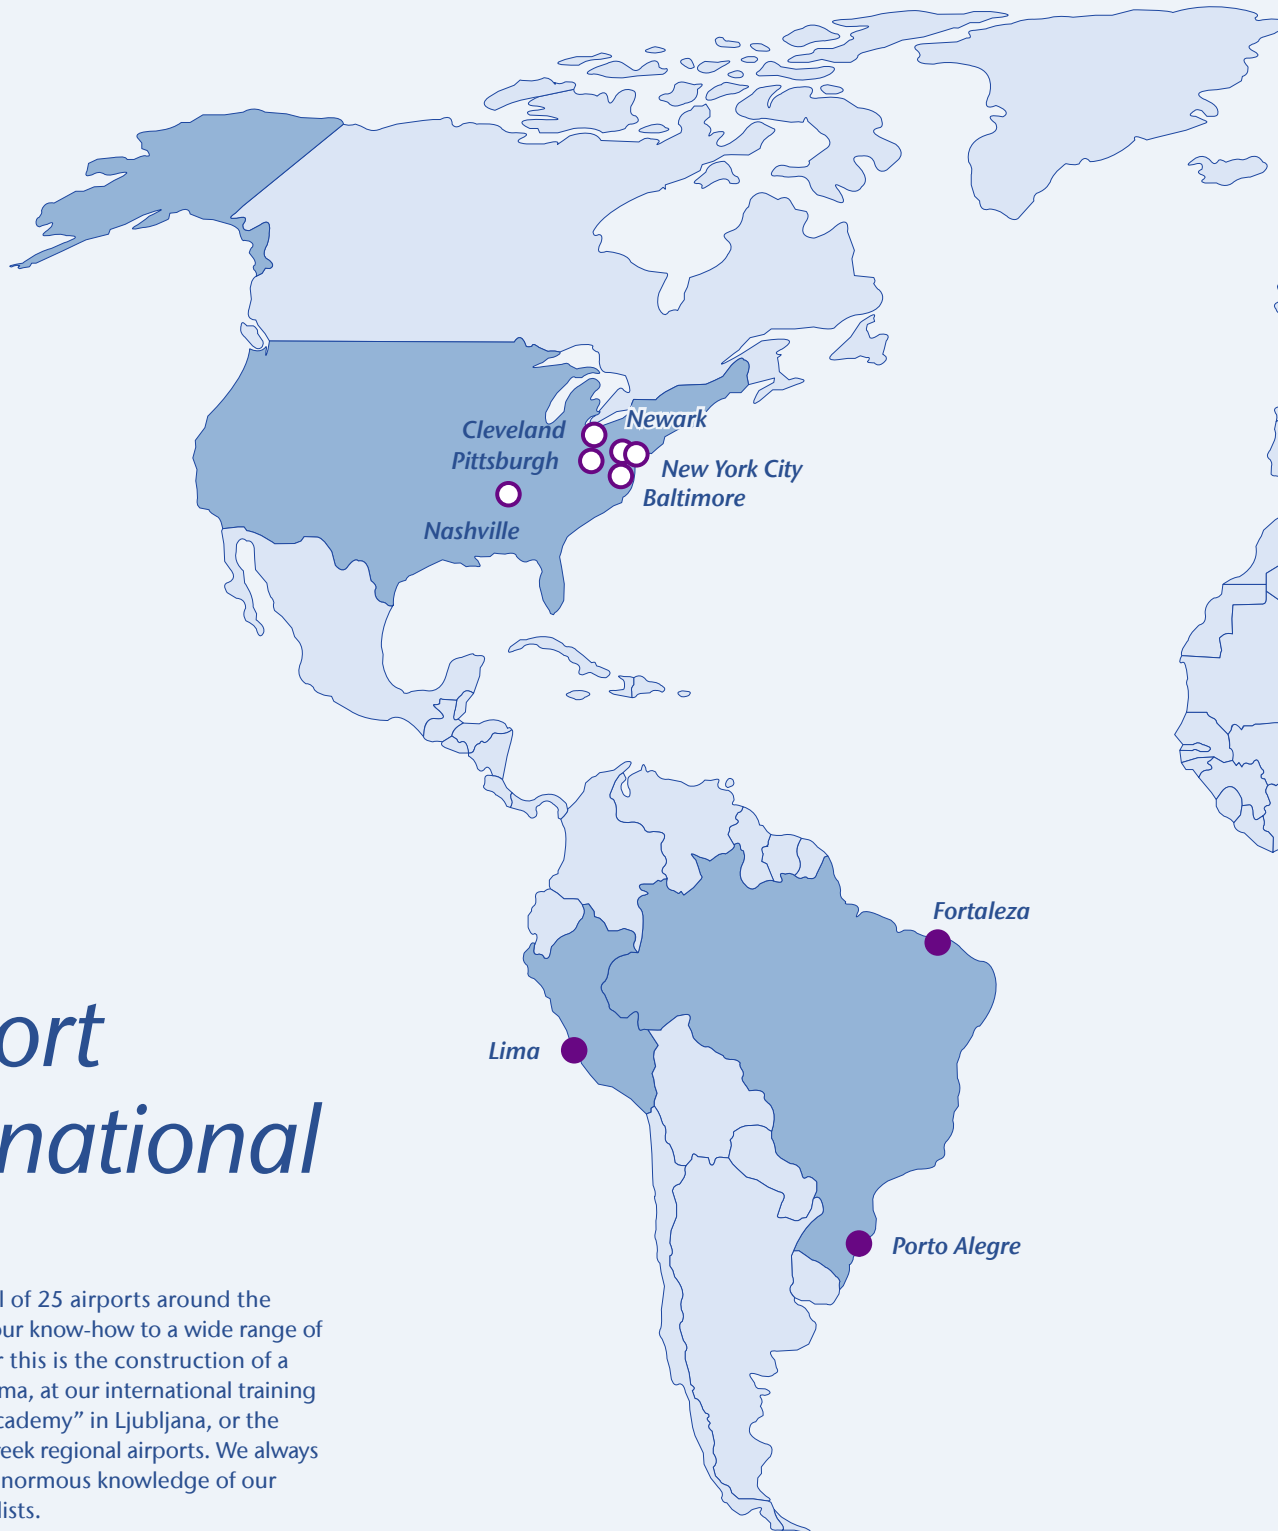 Newark
Cleveland
Pittsburgh
New York City
Baltimore
Nashville
Fortaleza
Lima
Porto Alegre
ort
national
l of 25 airports around the
our know-how to a wide range of
r this is the construction of a
ma, at our international training
cademy” in Ljubljana, or the
eek regional airports. We always
normous knowledge of our
lists.